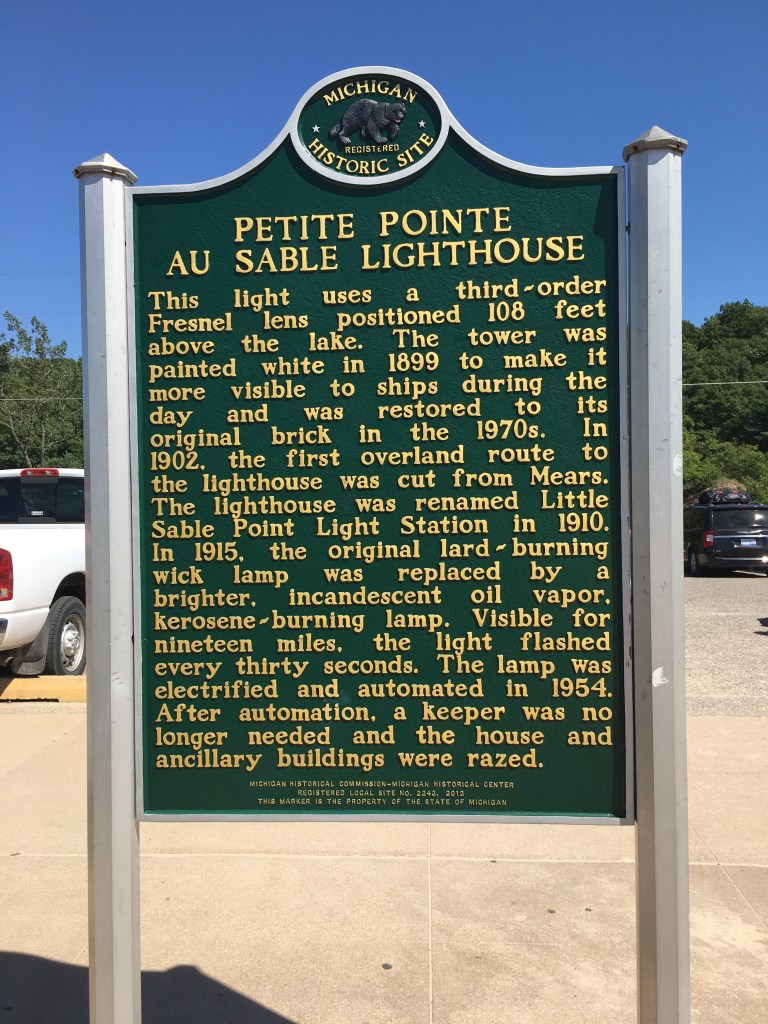 MICHIGAN
REGISTERED
HISTORIC SITE
PETITE POINTE
AU SABLE LIGHTHOUSE
This light uses a third-order
Fresnel lens positioned 108 feet
above the lake. The tower was
painted white in 1899 to make it
more visible to ships during the
day and was restored to its
original brick in the 1970s. In
1902, the first overland route to
the lighthouse was cut from Mears.
The lighthouse was renamed Little
Sable Point Light Station in 1910.
In 1915, the original lard-burning
wick lamp was replaced by a
brighter, incandescent oil vapor,
kerosene-burning lamp. Visible for
nineteen miles, the light flashed
every thirty seconds. The lamp was
electrified and automated in 1954.
After automation, a keeper was no
longer needed and the house and
ancillary buildings were razed.
MICHIGAN HISTORICAL COMMISSION-MICHIGAN HISTORICAL CENTER
REGISTERED LOCAL SITE NO. 2243, 2012
THIS MARKER IS THE PROPERTY OF THE STATE OF MICHIGAN